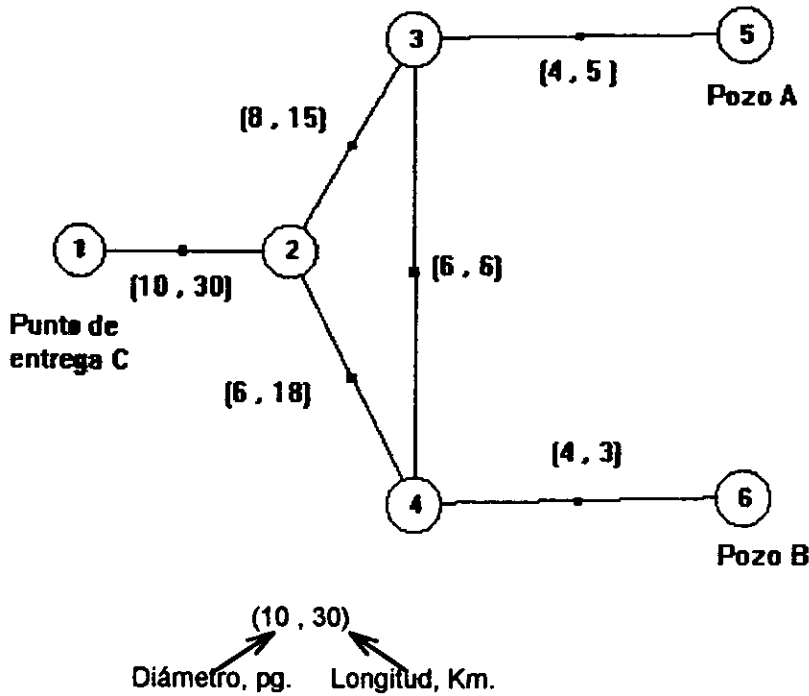 3
5
(4 , 5 )
Pozo A
(8 , 15)
1
2
(10 , 30)
(6 , 6)
Punto de
entrega C
(6 , 18)
(4 , 3)
4
6
Pozo B
(10 , 30)
Diámetro, pg. Longitud, Km.